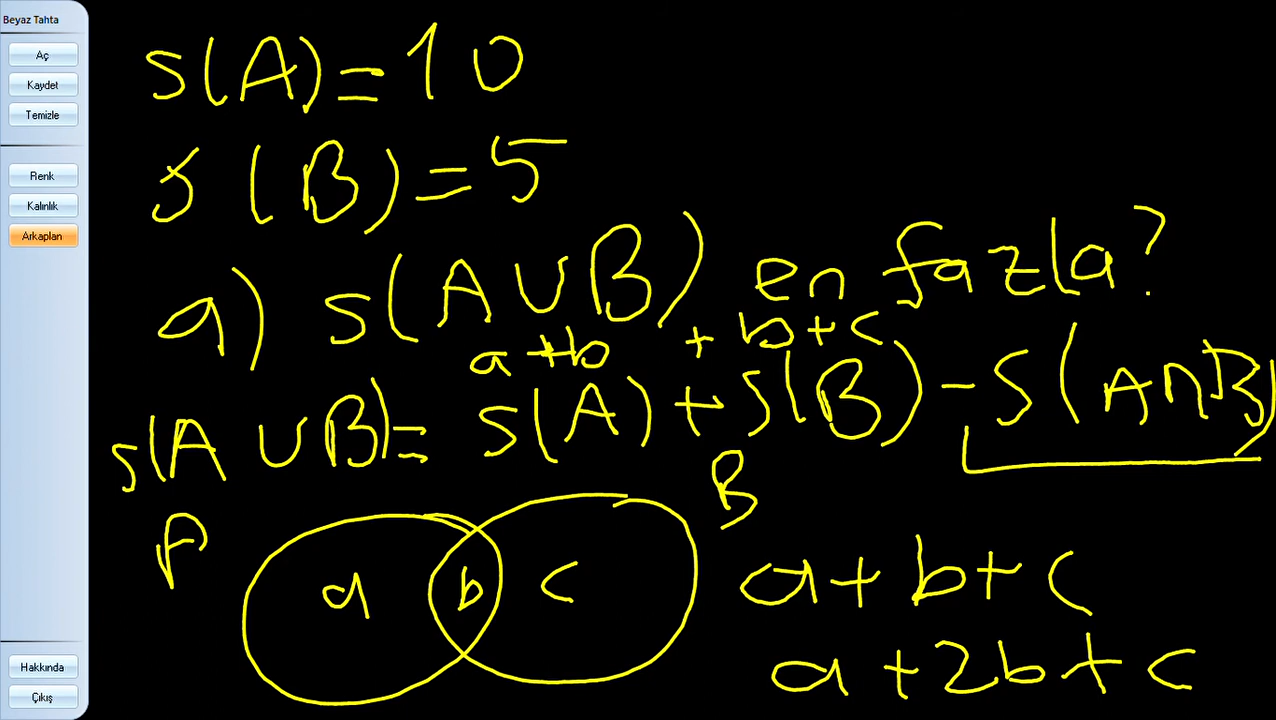 Beyaz Tahta
Aç
Kaydet
Temizle
Renk
Kalınlık
Arkaplan
Hakkında
Çıkış
s(A)=10
s(B)=5
a) s(A∪B) en fazla?
a+b + b+c
s(A∪B)= s(A)+s(B)-s(A∩B)
A
B
a b c
a+b+c
a+2b+c